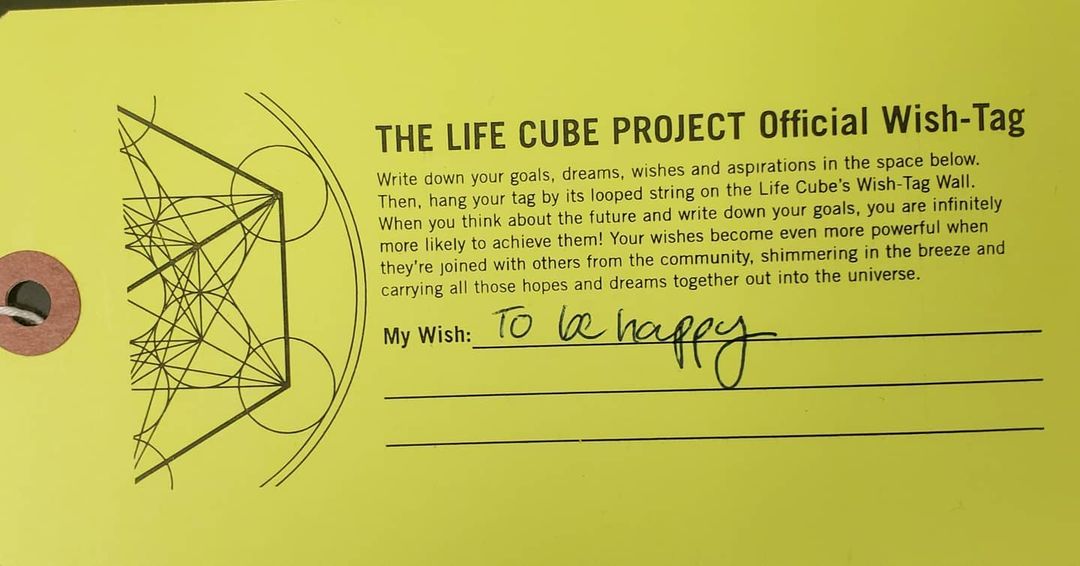 THE LIFE CUBE PROJECT Official Wish-Tag
Write down your goals, dreams, wishes and aspirations in the space below.
Then, hang your tag by its looped string on the Life Cube's Wish-Tag Wall.
When you think about the future and write down your goals, you are infinitely
more likely to achieve them! Your wishes become even more powerful when
they're joined with others from the community, shimmering in the breeze and
carrying all those hopes and dreams together out into the universe.
My Wish: To be happy